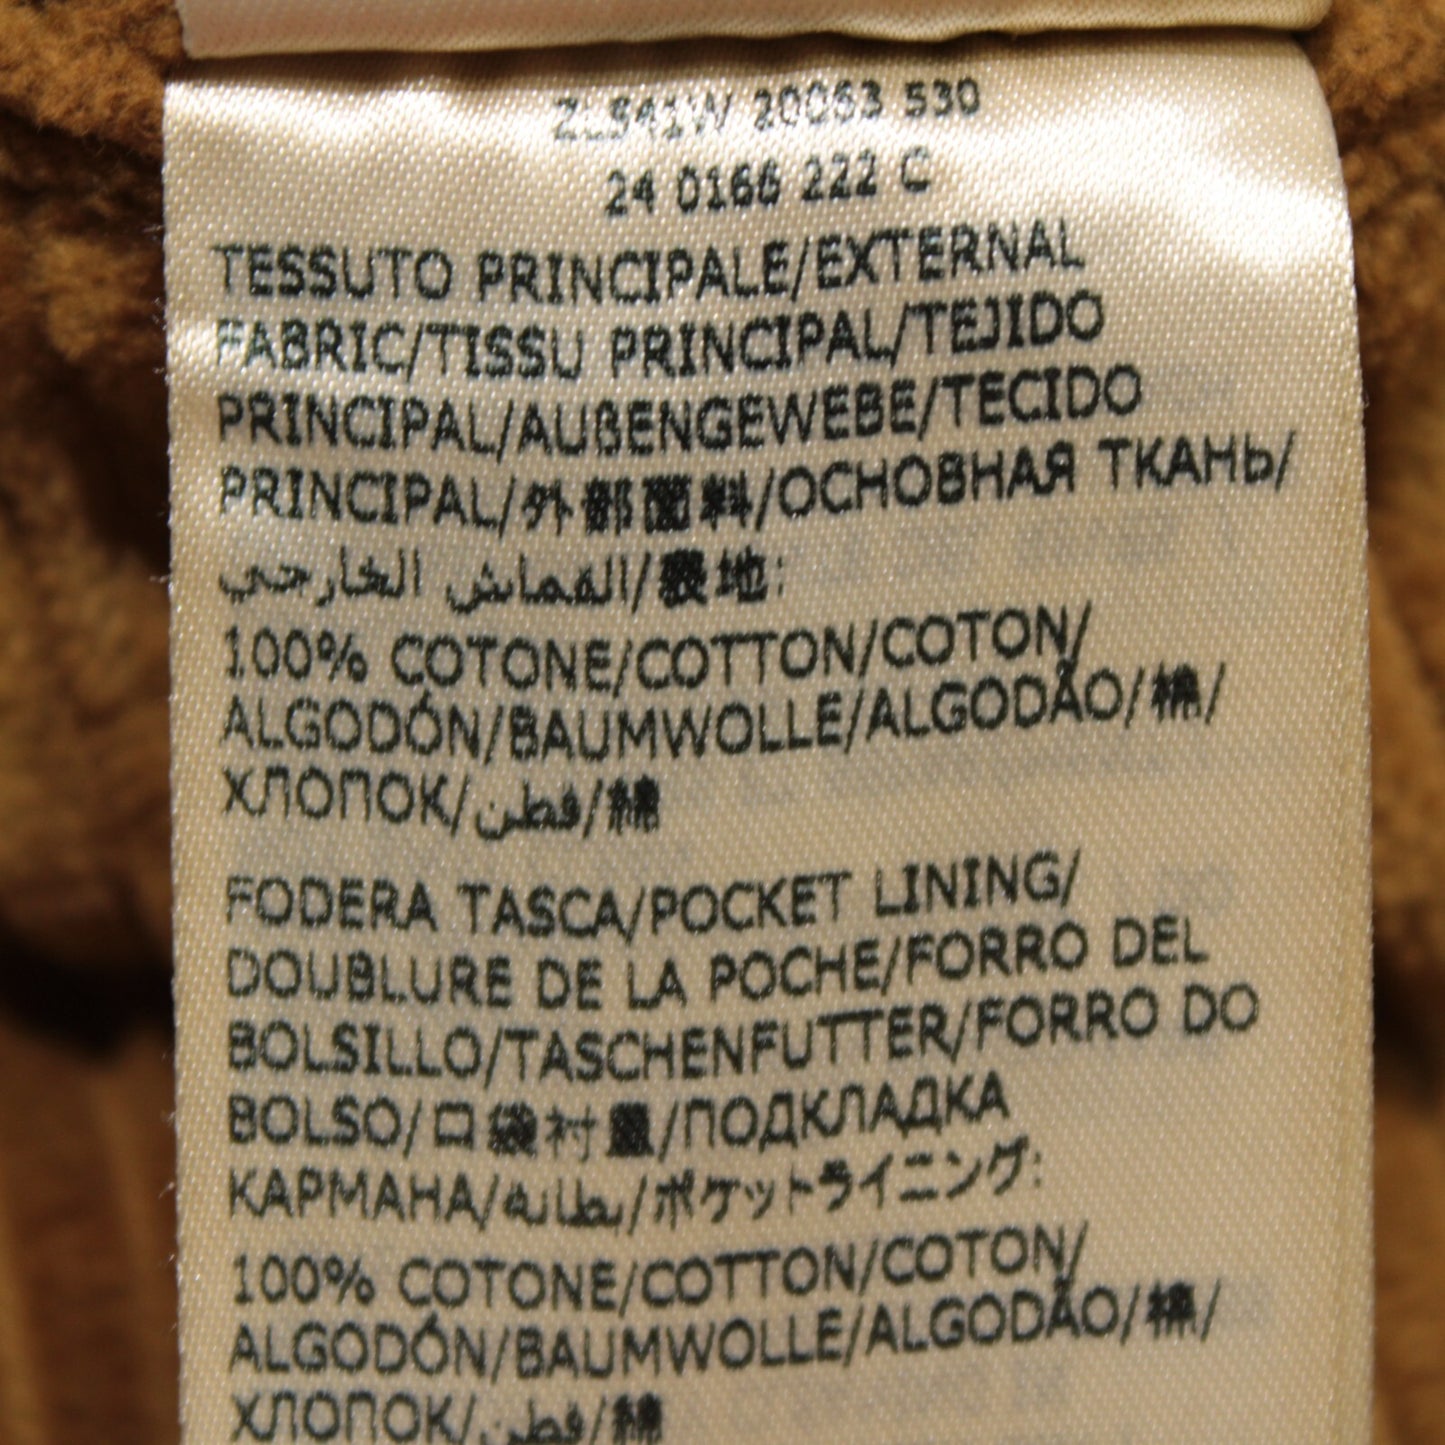 ZL541W 20063 530
24 0166 222 C
TESSUTO PRINCIPALE/EXTERNAL
FABRIC/TISSU PRINCIPAL/TEJIDO
PRINCIPAL/AUßENGEWEBE/TECIDO
PRINCIPAL/外部面料/ОСНОВНАЯ ТКАНЬ/
القماش الخارجي/表地:
100% COTONE/COTTON/COTON/
ALGODÓN/BAUMWOLLE/ALGODÃO/棉/
ХЛОПОК/قطن/綿
FODERA TASCA/POCKET LINING/
DOUBLURE DE LA POCHE/FORRO DEL
BOLSILLO/TASCHENFUTTER/FORRO DO
BOLSO/口袋衬里/ПОДКЛАДКА
КАРМАНА/بطانة/ポケットライニング:
100% COTONE/COTTON/COTON/
ALGODÓN/BAUMWOLLE/ALGODÃO/棉/
ХЛОПОК/قطن/綿